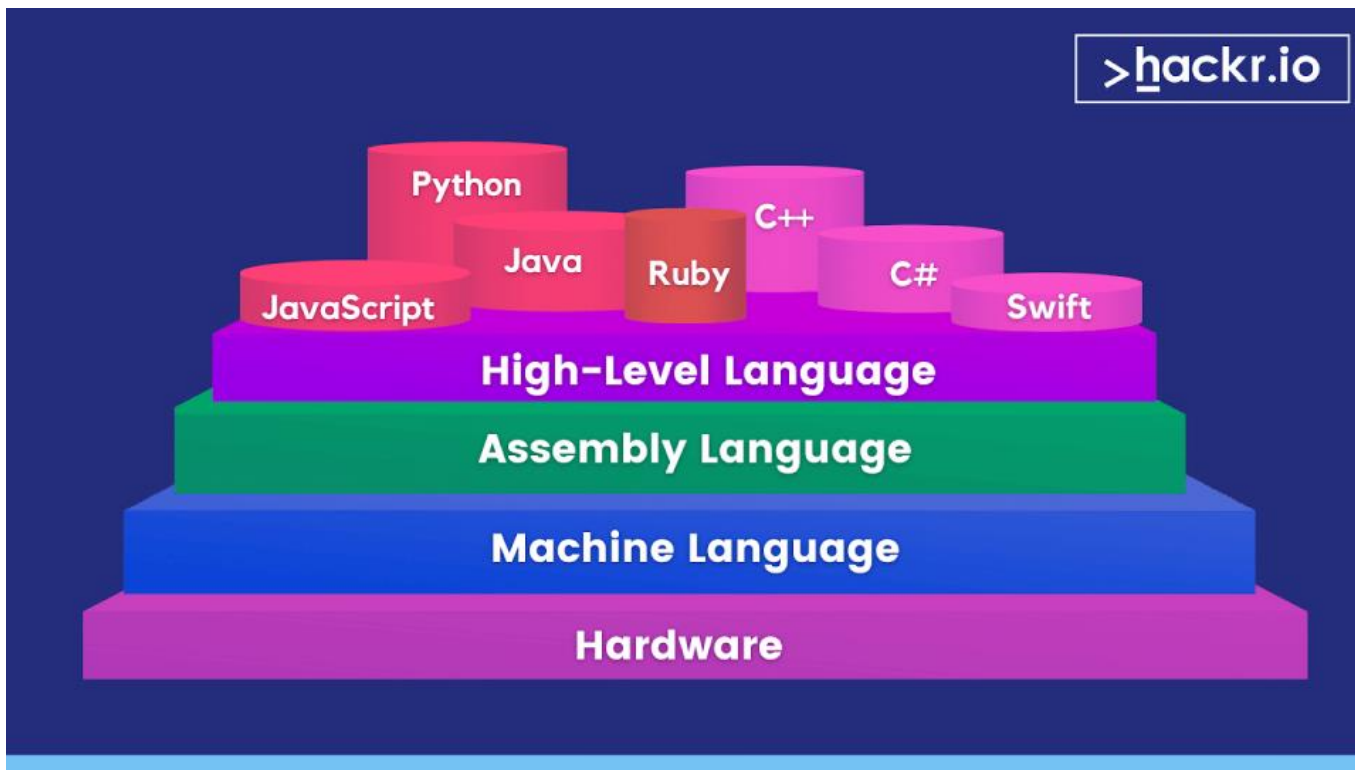 >hackr.io
Python
C++
Java
Ruby
C#
JavaScript
Swift
High-Level Language
Assembly Language
Machine Language
Hardware